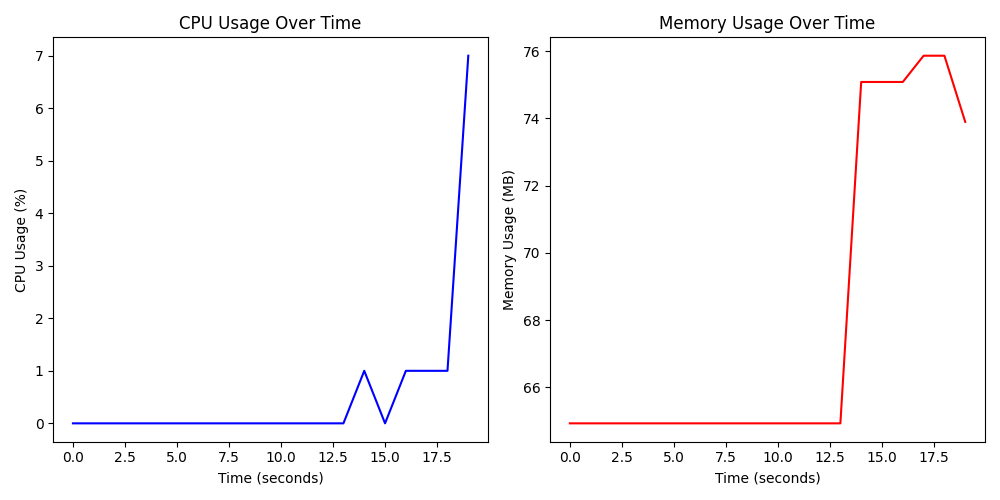 CPU Usage Over Time
CPU Usage (%)
7
6
5
4
3
2
1
0
0.0 2.5 5.0 7.5 10.0 12.5 15.0 17.5
Time (seconds)
Memory Usage Over Time
Memory Usage (MB)
76
74
72
70
68
66
0.0 2.5 5.0 7.5 10.0 12.5 15.0 17.5
Time (seconds)